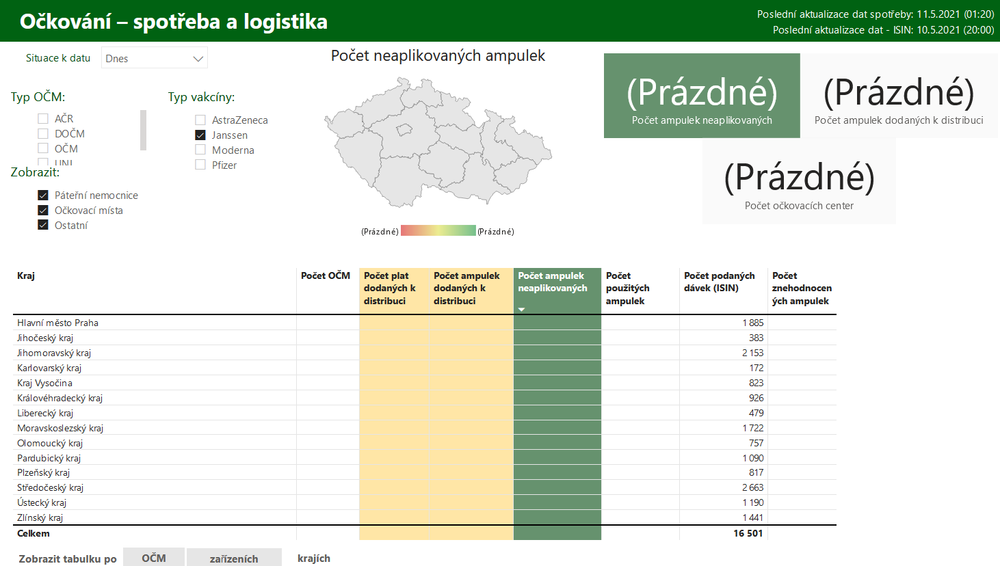 Očkování – spotřeba a logistika
Poslední aktualizace dat spotřeby: 11.5.2021 (01:20)
Poslední aktualizace dat - ISIN: 10.5.2021 (20:00)
Situace k datu
Dnes
Typ OČM:
AČR
DOČM
OČM
UNI
Zobrazit:
Páteřní nemocnice
Očkovací místa
Ostatní
Typ vakcíny:
AstraZeneca
Janssen
Moderna
Pfizer
Počet neaplikovaných ampulek
(Prázdné)
(Prázdné)
(Prázdné)
Počet ampulek neaplikovaných
(Prázdné)
Počet ampulek dodaných k distribuci
(Prázdné)
Počet očkovacích center
Kraj
Počet OČM
Počet plat
dodaných k
distribuci
Počet ampulek
dodaných k
distribuci
Počet ampulek
neaplikovaných
Počet
použitých
ampulek
Počet podaných
dávek (ISIN)
Počet
znehodnocen
ých ampulek
Hlavní město Praha 1 885
Jihočeský kraj 383
Jihomoravský kraj 2 153
Karlovarský kraj 172
Kraj Vysočina 823
Královéhradecký kraj 926
Liberecký kraj 479
Moravskoslezský kraj 1 722
Olomoucký kraj 757
Pardubický kraj 1 090
Plzeňský kraj 817
Středočeský kraj 2 663
Ústecký kraj 1 190
Zlínský kraj 1 441
Celkem 16 501
Zobrazit tabulku po OČM zařízeních krajích